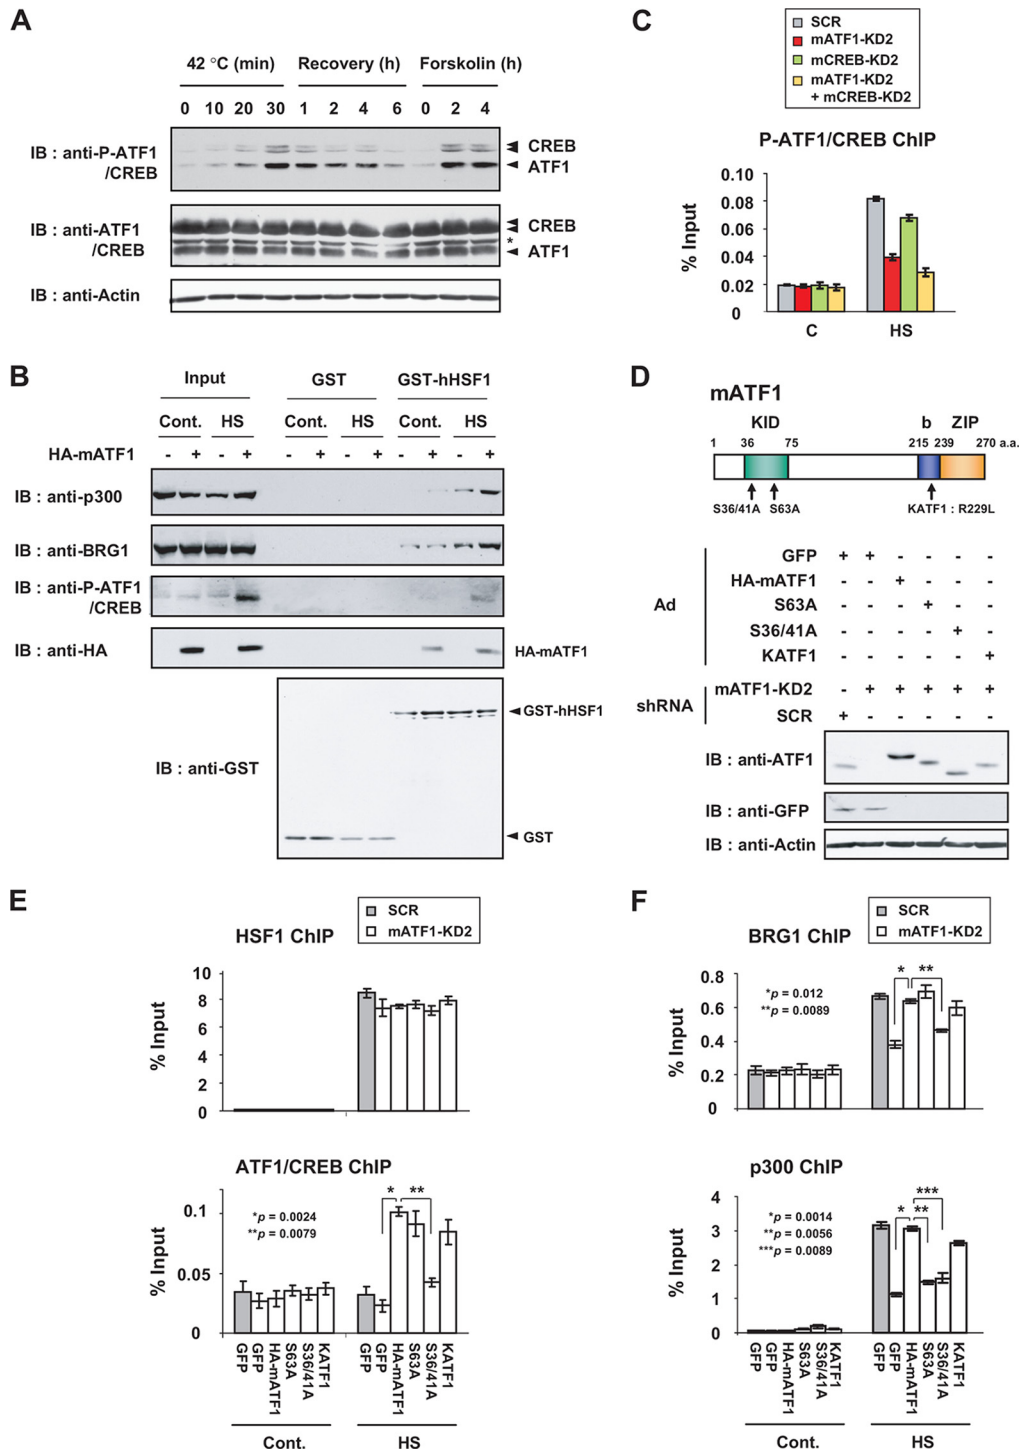 A
42 °C (min) Recovery (h) Forskolin (h)
0 10 20 30 1 2 4 6 0 2 4
IB : anti-P-ATF1
/CREB
CREB
ATF1
IB : anti-ATF1
/CREB
CREB
*
ATF1
IB : anti-Actin
C
SCR
mATF1-KD2
mCREB-KD2
mATF1-KD2
+ mCREB-KD2
P-ATF1/CREB ChIP
% Input
0.10
0.08
0.06
0.04
0.02
0
C HS
B
Input GST GST-hHSF1
Cont. HS Cont. HS Cont. HS
HA-mATF1 - + - + - + - + - + - +
IB : anti-p300
IB : anti-BRG1
IB : anti-P-ATF1
/CREB
IB : anti-HA
HA-mATF1
IB : anti-GST
GST-hHSF1
GST
D
mATF1
KID b ZIP
1 36 75 215 239 270 a.a.
S36/41A S63A KATF1 : R229L
Ad
GFP + + - - - -
HA-mATF1 - - + - - -
S63A - - - + - -
S36/41A - - - - + -
KATF1 - - - - - +
shRNA
mATF1-KD2 - + + + + +
SCR + - - - - -
IB : anti-ATF1
IB : anti-GFP
IB : anti-Actin
E
SCR
mATF1-KD2
HSF1 ChIP
% Input
10
8
6
4
2
0
ATF1/CREB ChIP
% Input
0.1
0.05
0
*p = 0.0024
**p = 0.0079
* **
GFP GFP HA-mATF1 S63A S36/41A KATF1 GFP GFP HA-mATF1 S63A S36/41A KATF1
Cont. HS
F
SCR
mATF1-KD2
BRG1 ChIP
% Input
0.8
0.6
0.4
0.2
0
*p = 0.012
**p = 0.0089
* **
p300 ChIP
% Input
4
3
2
1
0
*p = 0.0014
**p = 0.0056
***p = 0.0089
* ** ***
GFP GFP HA-mATF1 S63A S36/41A KATF1 GFP GFP HA-mATF1 S63A S36/41A KATF1
Cont. HS